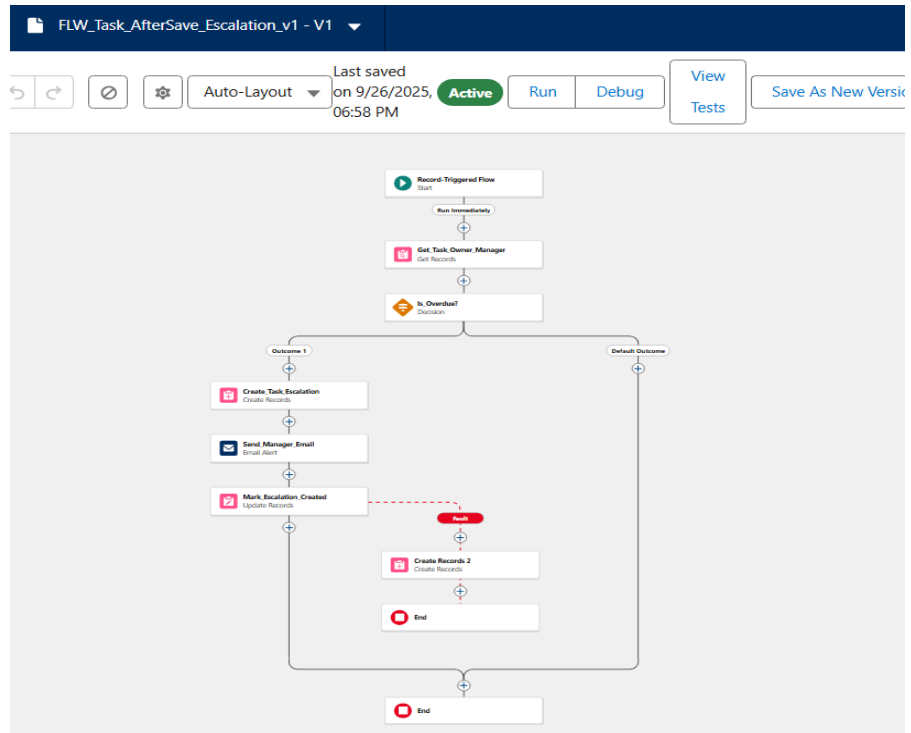 FLW_Task_AfterSave_Escalation_v1 - V1
Auto-Layout
Last saved
on 9/26/2025,
06:58 PM
Active
Run
Debug
View
Tests
Save As New Versic
Record-Triggered Flow
Start
Run Immediately
Get_Task_Owner_Manager
Get Records
Is_Overdue?
Decision
Outcome 1
Default Outcome
Create_Task_Escalation
Create Records
Send_Manager_Email
Email Alert
Mark_Escalation_Created
Update Records
Fault
Create Records 2
Create Records
End
End